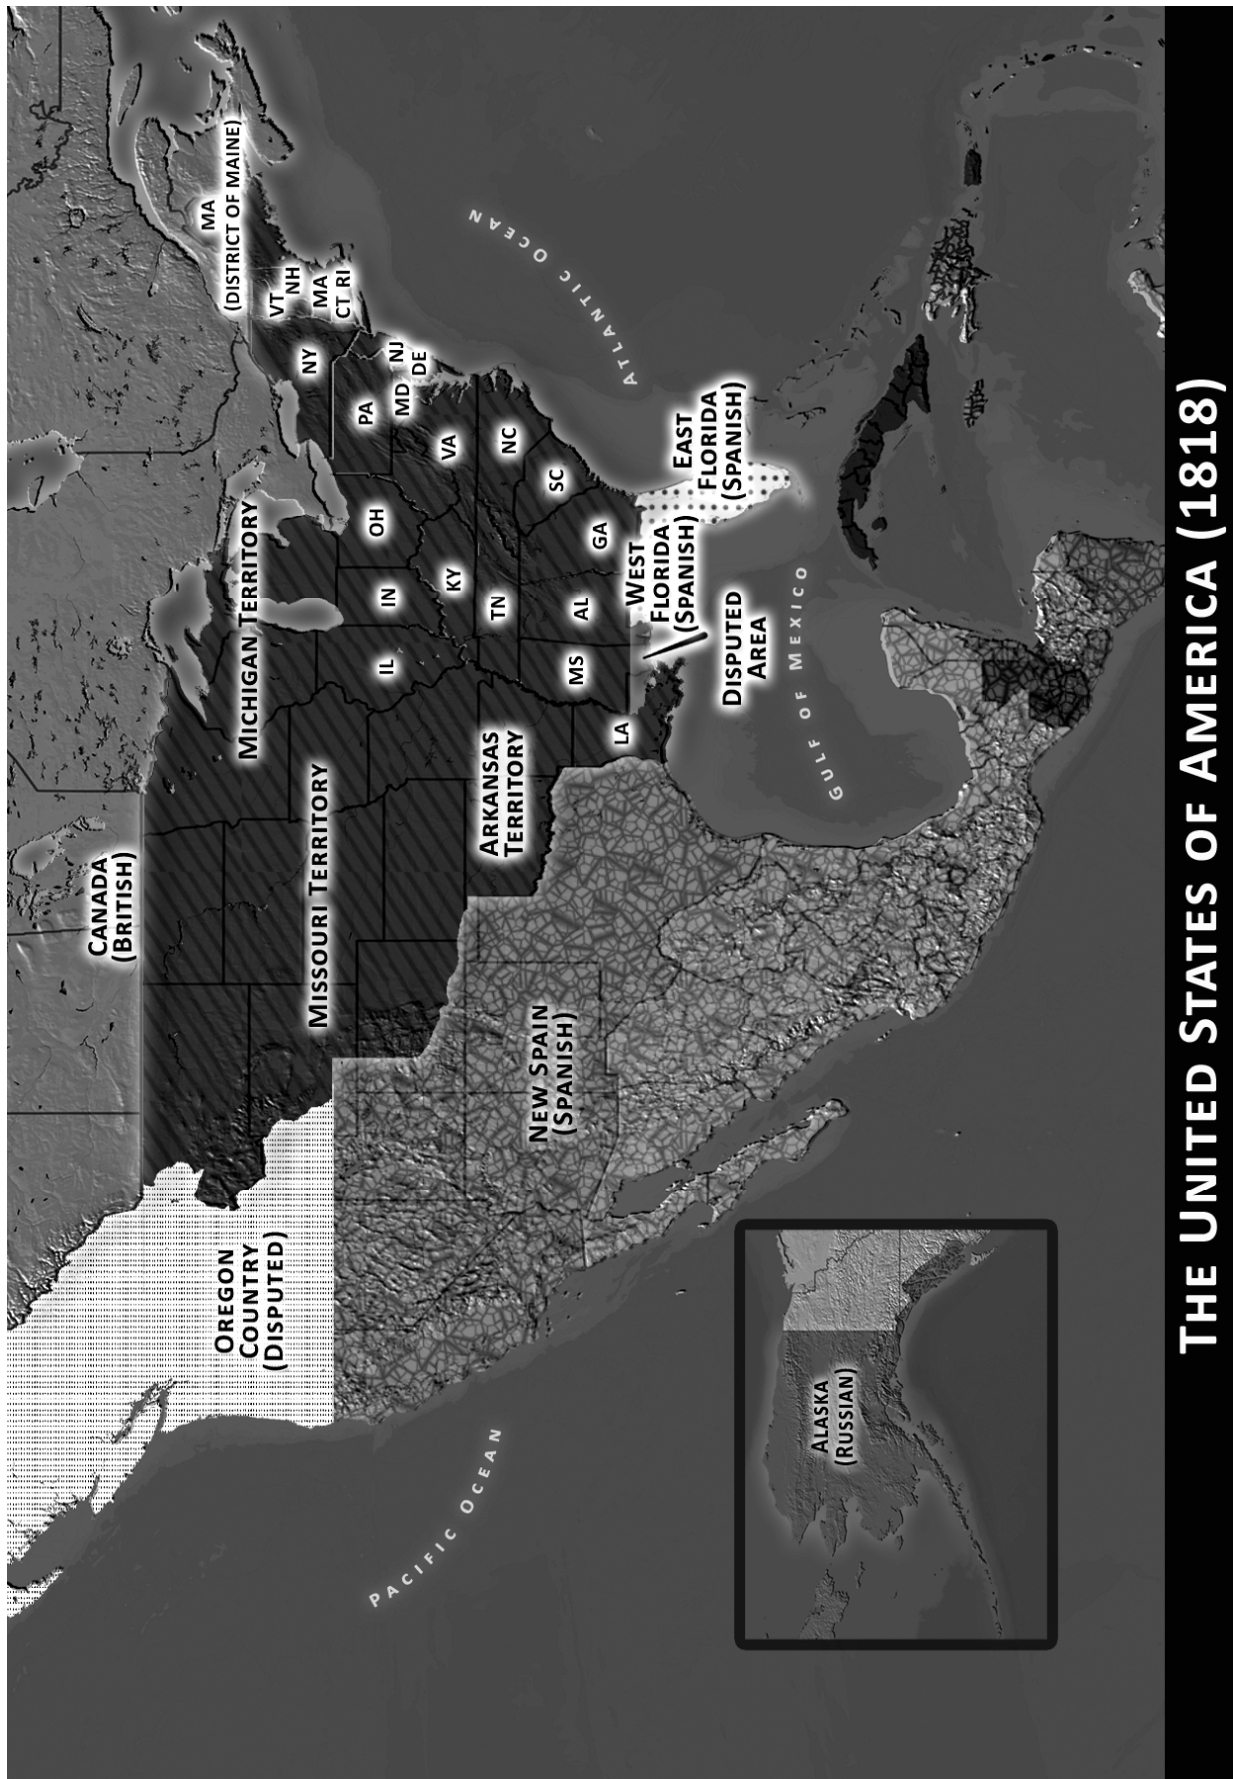 CANADA
(BRITISH)
MA
(DISTRICT OF MAINE)
VT
NH
MA
CT RI
NY
NJ
DE
MD
PA
OREGON
COUNTRY
(DISPUTED)
MICHIGAN TERRITORY
MISSOURI TERRITORY
OH
IN
IL
VA
KY
NC
TN
SC
ARKANSAS
TERRITORY
GA
AL
MS
LA
NEW SPAIN
(SPANISH)
WEST
FLORIDA
(SPANISH)
EAST
FLORIDA
(SPANISH)
DISPUTED
AREA
ATLANTIC OCEAN
PACIFIC OCEAN
GULF OF MEXICO
ALASKA
(RUSSIAN)
THE UNITED STATES OF AMERICA (1818)